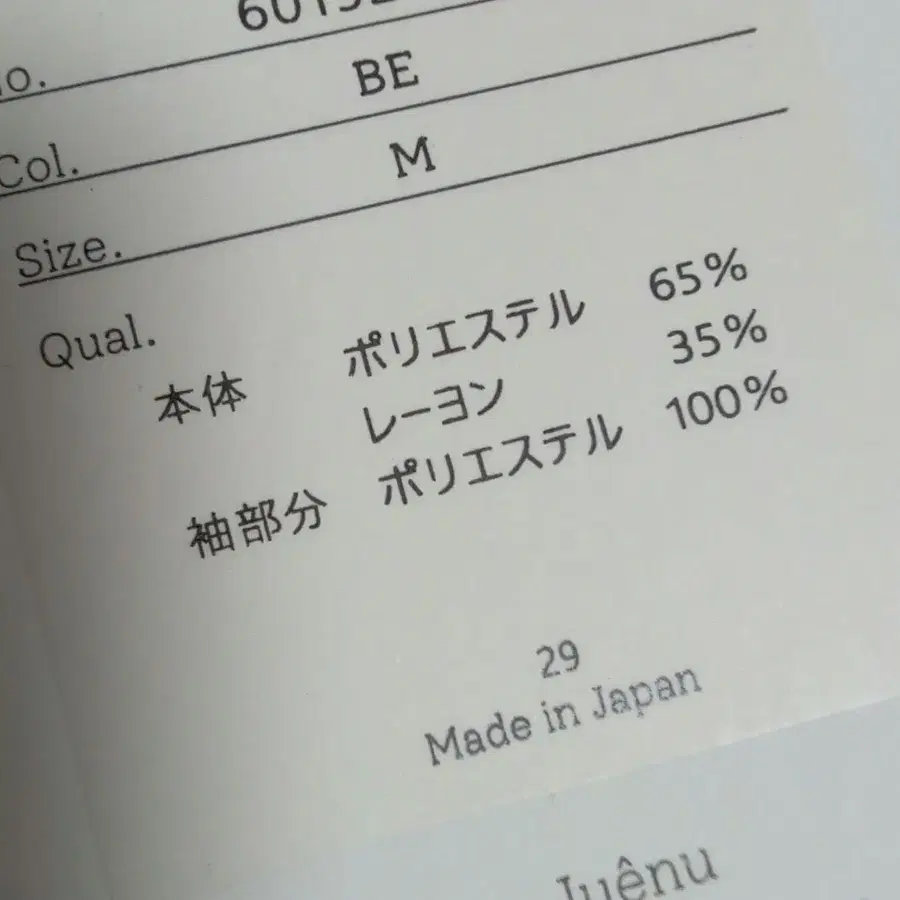 BE
Col.
M
Size.
Qual.
本体 ポリエステル 65%
レーヨン 35%
袖部分 ポリエステル 100%
29
Made in Japan
Juênu